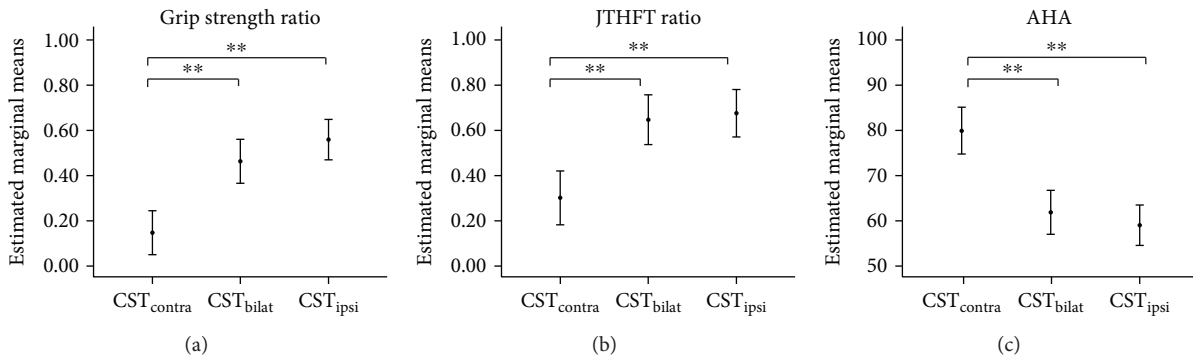 Grip strength ratio
Estimated marginal means
1.00
0.80
0.60
0.40
0.20
0.00
**
**
CSTcontra CSTbilat CSTipsi
(a)
JTHFT ratio
Estimated marginal means
1.00
0.80
0.60
0.40
0.20
0.00
**
**
CSTcontra CSTbilat CSTipsi
(b)
AHA
Estimated marginal means
100
90
80
70
60
50
**
**
CSTcontra CSTbilat CSTipsi
(c)